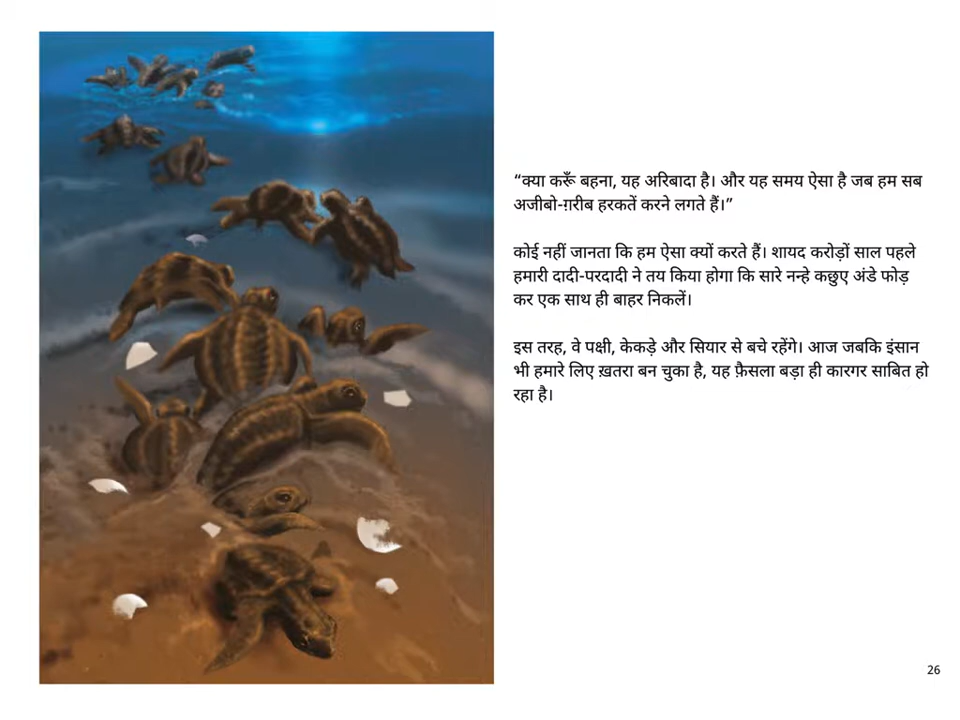 “क्या करूँ बहना, यह अरिबादा है। और यह समय ऐसा है जब हम सब
अजीबो-ग़रीब हरकतें करने लगते हैं।”
कोई नहीं जानता कि हम ऐसा क्यों करते हैं। शायद करोड़ों साल पहले
हमारी दादी-परदादी ने तय किया होगा कि सारे नन्हे कछुए अंडे फोड़
कर एक साथ ही बाहर निकलें।
इस तरह, वे पक्षी, केकड़े और सियार से बचे रहेंगे। आज जबकि इंसान
भी हमारे लिए ख़तरा बन चुका है, यह फ़ैसला बड़ा ही कारगर साबित हो
रहा है।
26